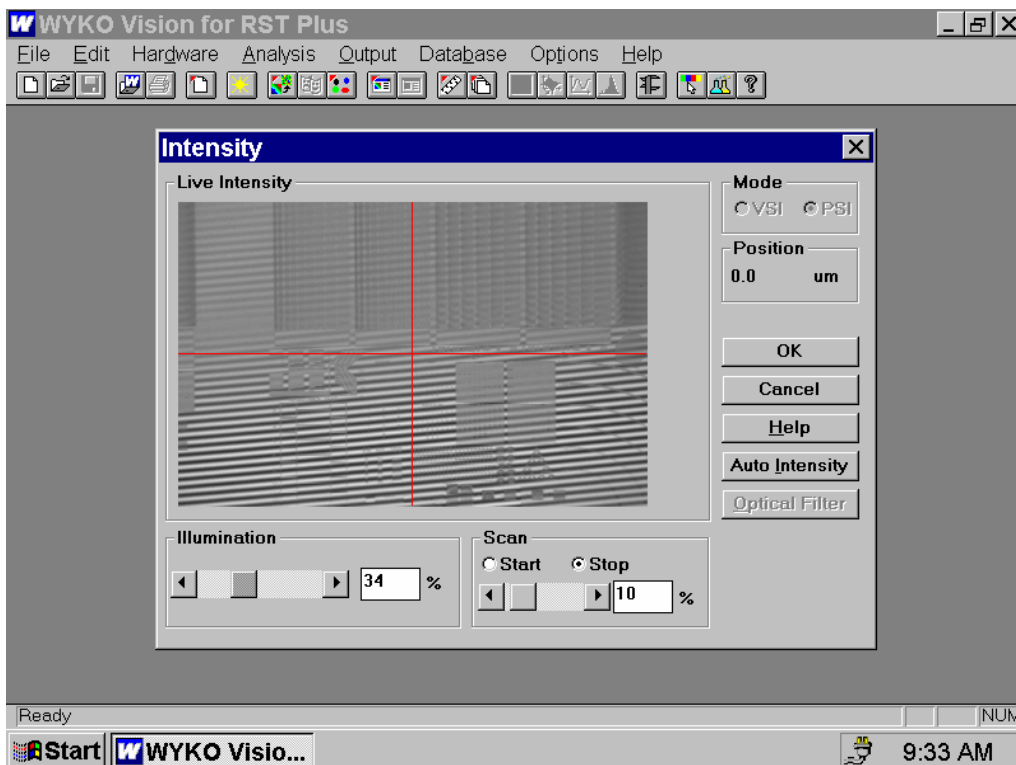 WYKO Vision for RST Plus
File Edit Hardware Analysis Output Database Options Help
Intensity
Live Intensity
Mode
VSI PSI
Position
0.0 um
OK
Cancel
Help
Auto Intensity
Optical Filter
Illumination
34 %
Scan
Start Stop
10 %
Ready NUM
Start WYKO Visio... 9:33 AM